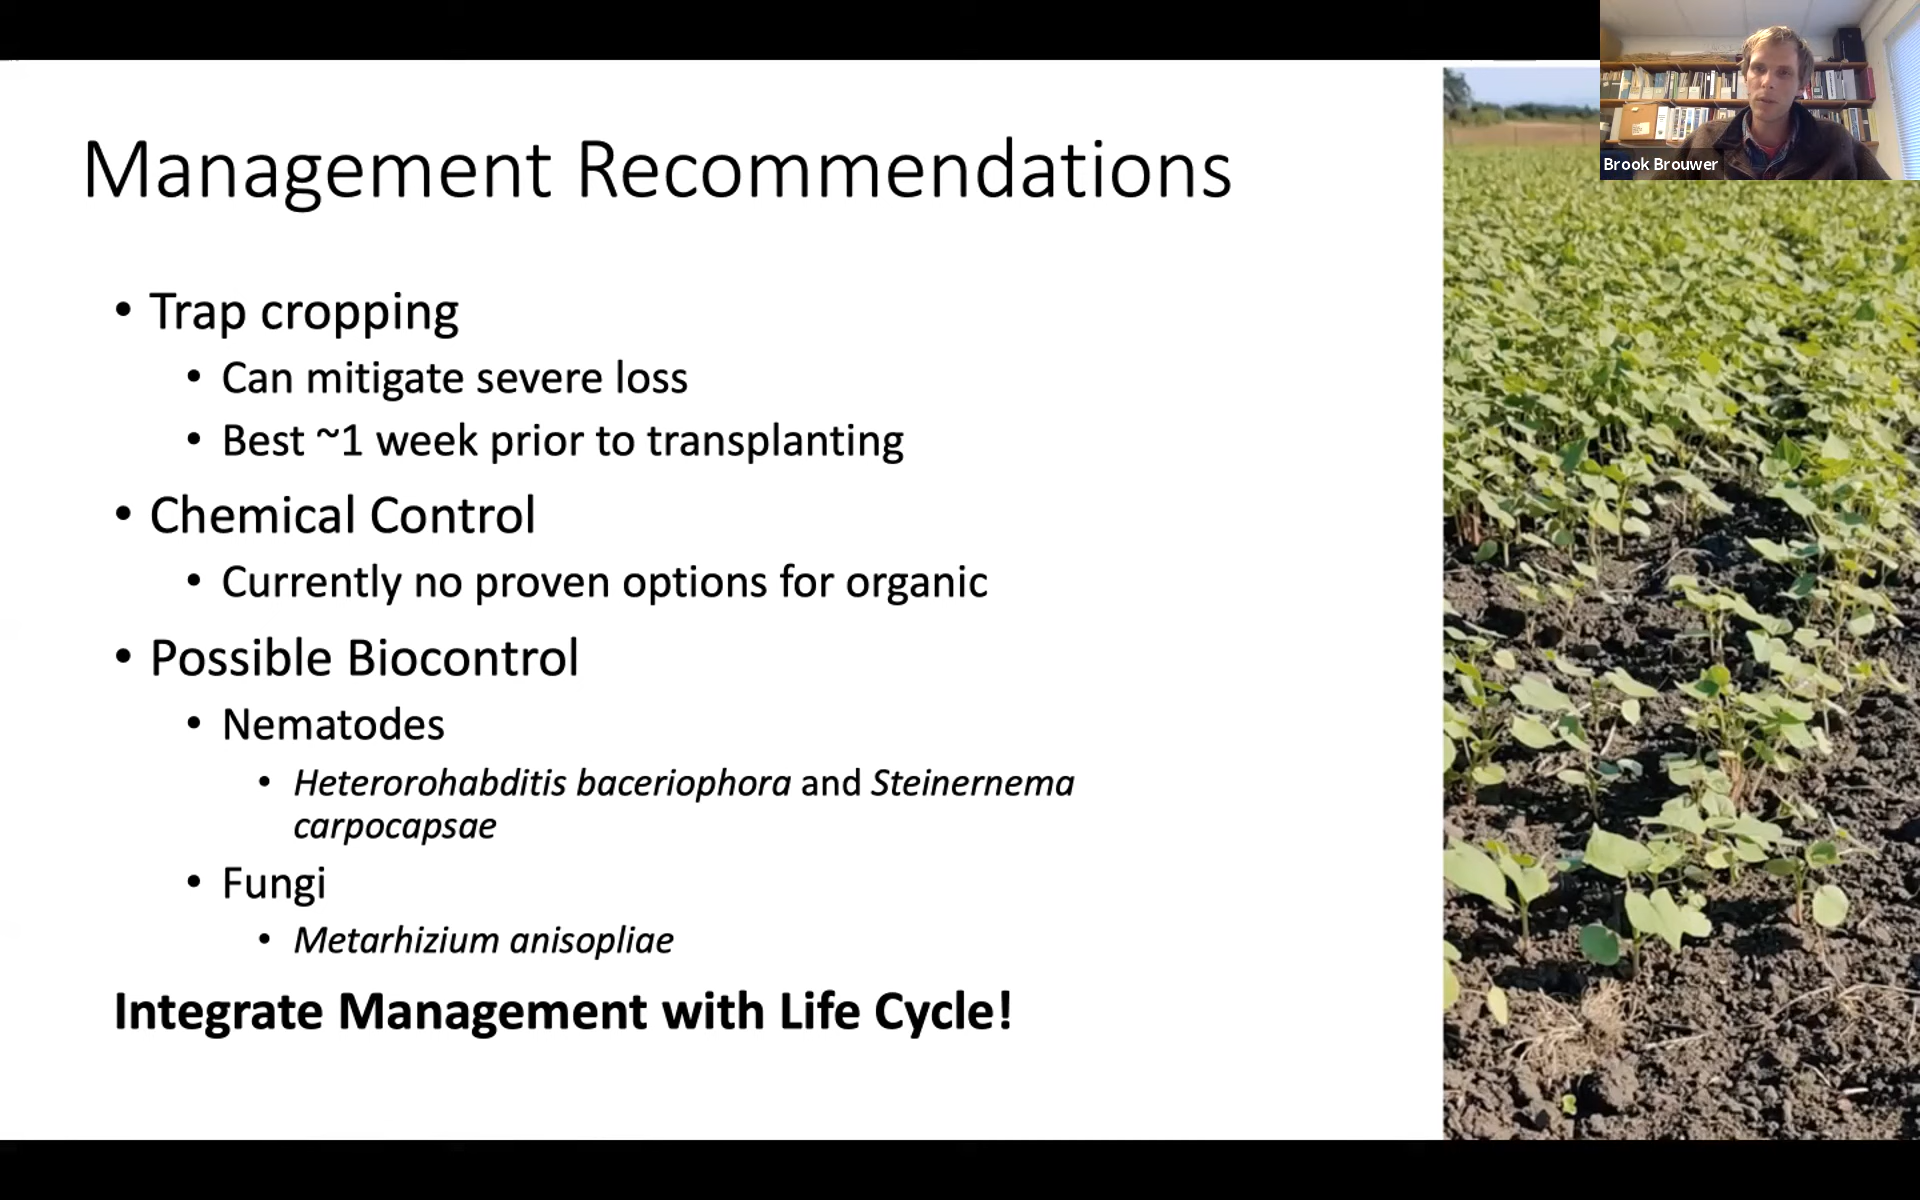 Brook Brouwer
Management Recommendations
• Trap cropping
• Can mitigate severe loss
• Best ~1 week prior to transplanting
• Chemical Control
• Currently no proven options for organic
• Possible Biocontrol
• Nematodes
• Heterorohabditis baceriophora and Steinernema
carpocapsae
• Fungi
• Metarhizium anisopliae
Integrate Management with Life Cycle!